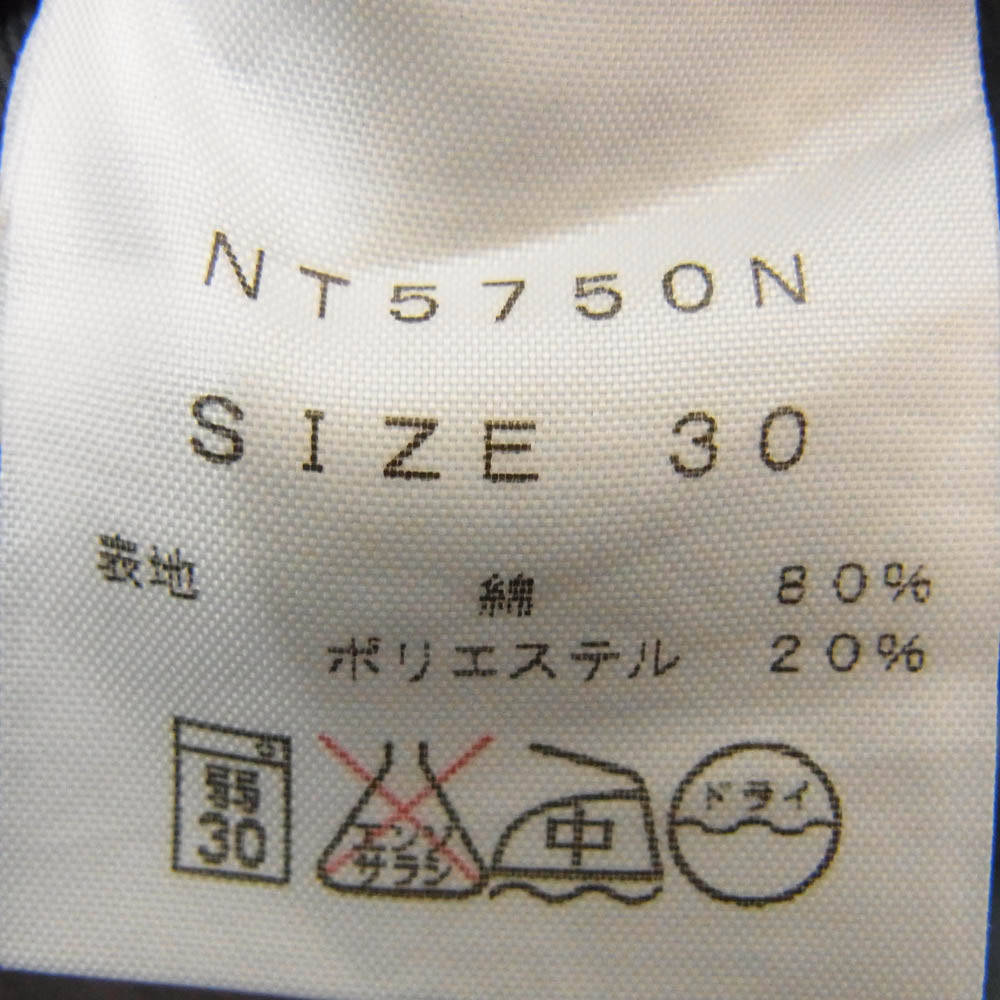 NT5750N
SIZE 30
表地 綿 80%
ポリエステル 20%
弱 30
エンソ サラシ
中
ドライ